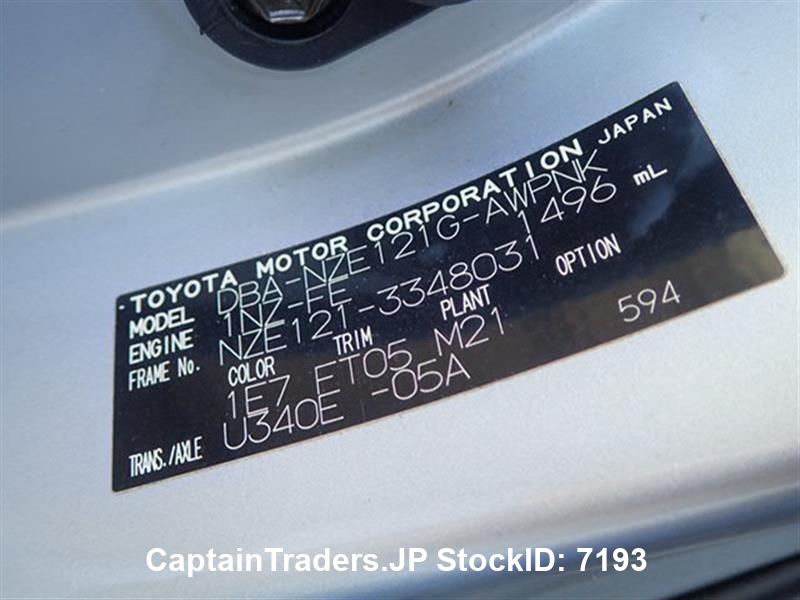 TOYOTA MOTOR CORPORATION JAPAN
MODEL DBA-NZE121G-AWPNK
ENGINE 1NZ-FE 1496 mL
FRAME No. NZE121-3348031
COLOR TRIM PLANT OPTION
1E7 ET05 M21 594
TRANS./AXLE U340E -05A
CaptainTraders.JP StockID: 7193